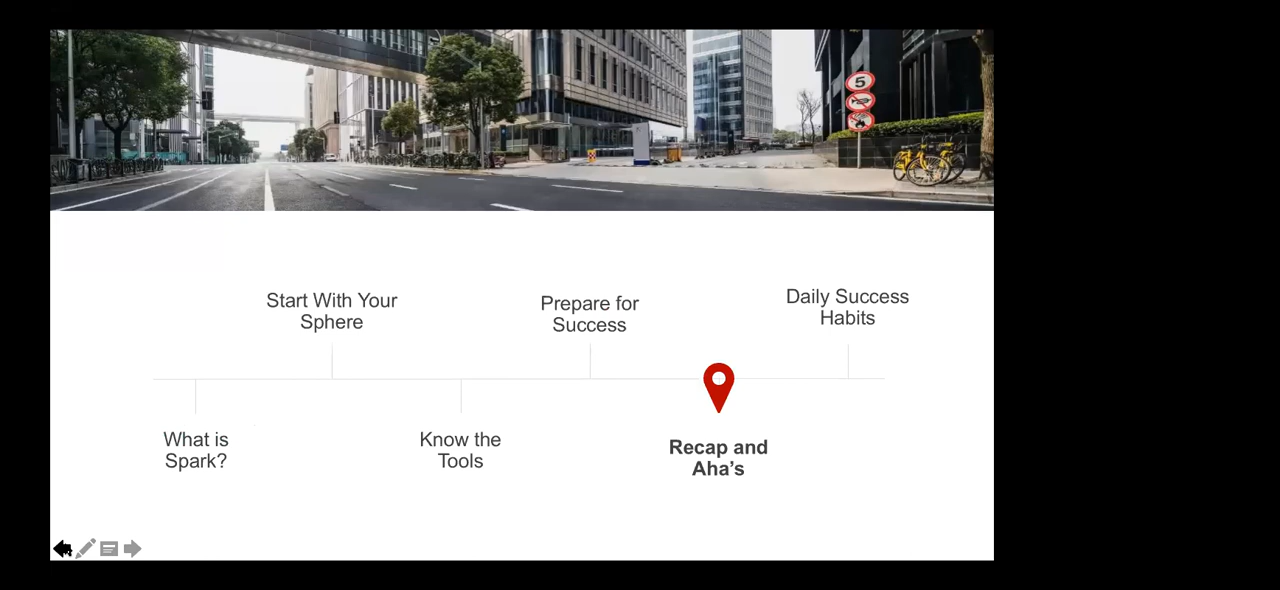 5
Start With Your
Sphere
Prepare for
Success
Daily Success
Habits
What is
Spark?
Know the
Tools
Recap and
Aha’s